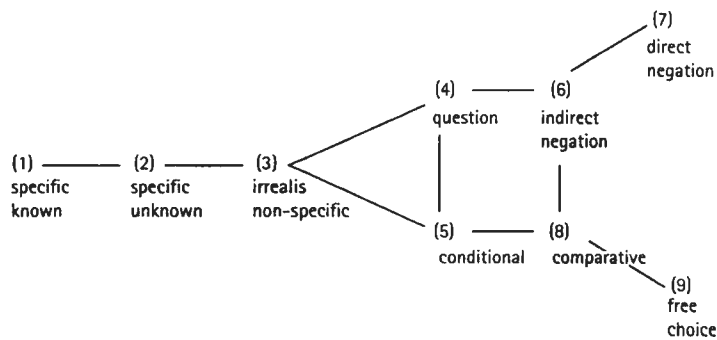 (7)
direct
negation
(4)
question
(6)
indirect
negation
(1)
specific
known
(2)
specific
unknown
(3)
irrealis
non-specific
(5)
conditional
(8)
comparative
(9)
free
choice